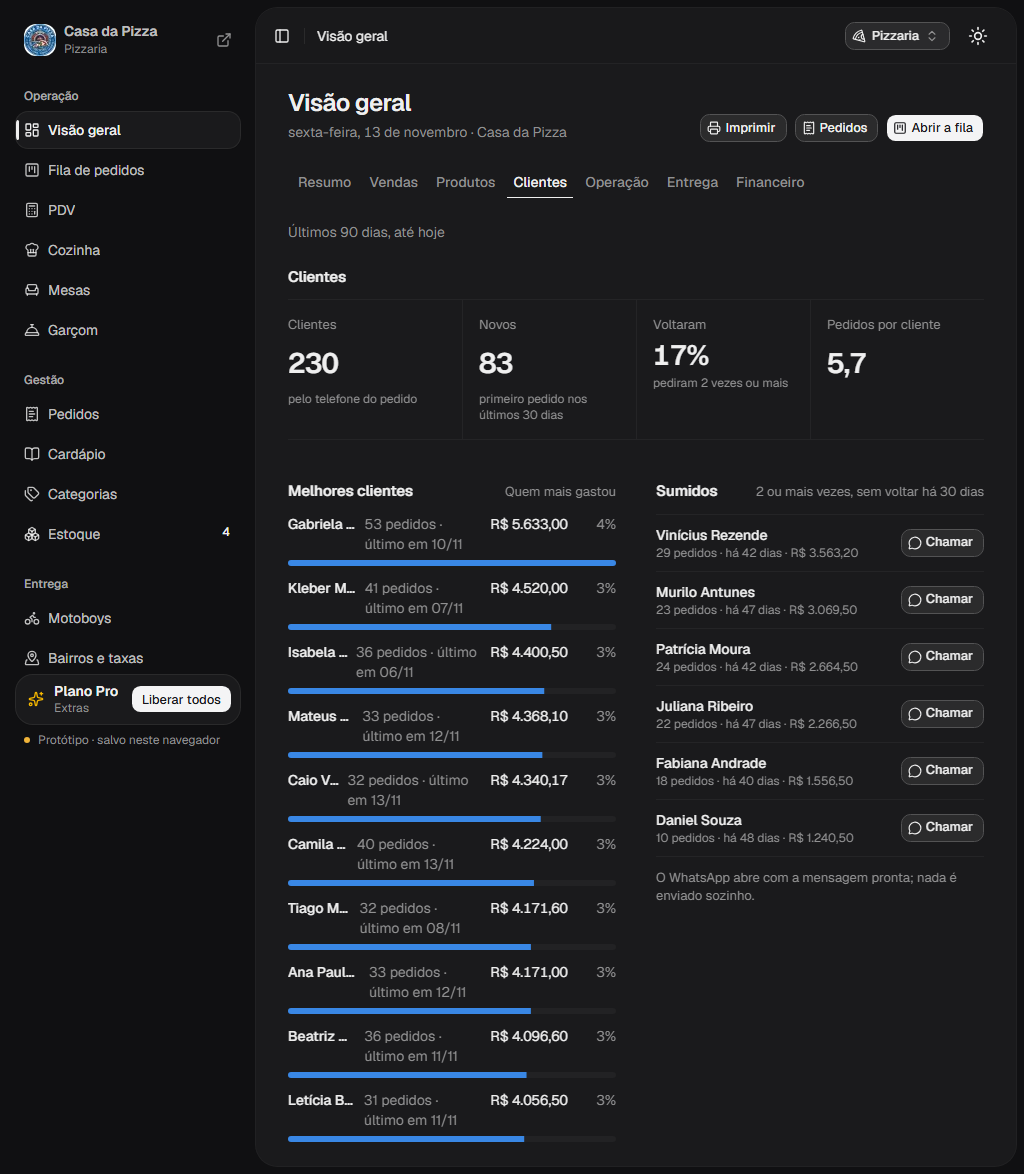 Casa da Pizza
Pizzaria
Operação
Visão geral
Fila de pedidos
PDV
Cozinha
Mesas
Garçom
Gestão
Pedidos
Cardápio
Categorias
Estoque 4
Entrega
Motoboys
Bairros e taxas
Plano Pro
Extras
Liberar todos
Protótipo · salvo neste navegador
Visão geral
Pizzaria
Visão geral
sexta-feira, 13 de novembro · Casa da Pizza
Imprimir Pedidos Abrir a fila
Resumo Vendas Produtos Clientes Operação Entrega Financeiro
Últimos 90 dias, até hoje
Clientes
Clientes
230
pelo telefone do pedido
Novos
83
primeiro pedido nos
últimos 30 dias
Voltaram
17%
pediram 2 vezes ou mais
Pedidos por cliente
5,7
Melhores clientes Quem mais gastou
Gabriela ... 53 pedidos · R$ 5.633,00 4%
último em 10/11
Kleber M... 41 pedidos · R$ 4.520,00 3%
último em 07/11
Isabela ... 36 pedidos · último R$ 4.400,50 3%
em 06/11
Mateus ... 33 pedidos · R$ 4.368,10 3%
último em 12/11
Caio V... 32 pedidos · último R$ 4.340,17 3%
em 13/11
Camila ... 40 pedidos · R$ 4.224,00 3%
último em 13/11
Tiago M... 32 pedidos · R$ 4.171,60 3%
último em 08/11
Ana Paul... 33 pedidos · R$ 4.171,00 3%
último em 12/11
Beatriz ... 36 pedidos · R$ 4.096,60 3%
último em 11/11
Letícia B... 31 pedidos · R$ 4.056,50 3%
último em 11/11
Sumidos 2 ou mais vezes, sem voltar há 30 dias
Vinícius Rezende
29 pedidos · há 42 dias · R$ 3.563,20
Chamar
Murilo Antunes
23 pedidos · há 47 dias · R$ 3.069,50
Chamar
Patrícia Moura
24 pedidos · há 42 dias · R$ 2.664,50
Chamar
Juliana Ribeiro
22 pedidos · há 47 dias · R$ 2.266,50
Chamar
Fabiana Andrade
18 pedidos · há 40 dias · R$ 1.556,50
Chamar
Daniel Souza
10 pedidos · há 48 dias · R$ 1.240,50
Chamar
O WhatsApp abre com a mensagem pronta; nada é
enviado sozinho.